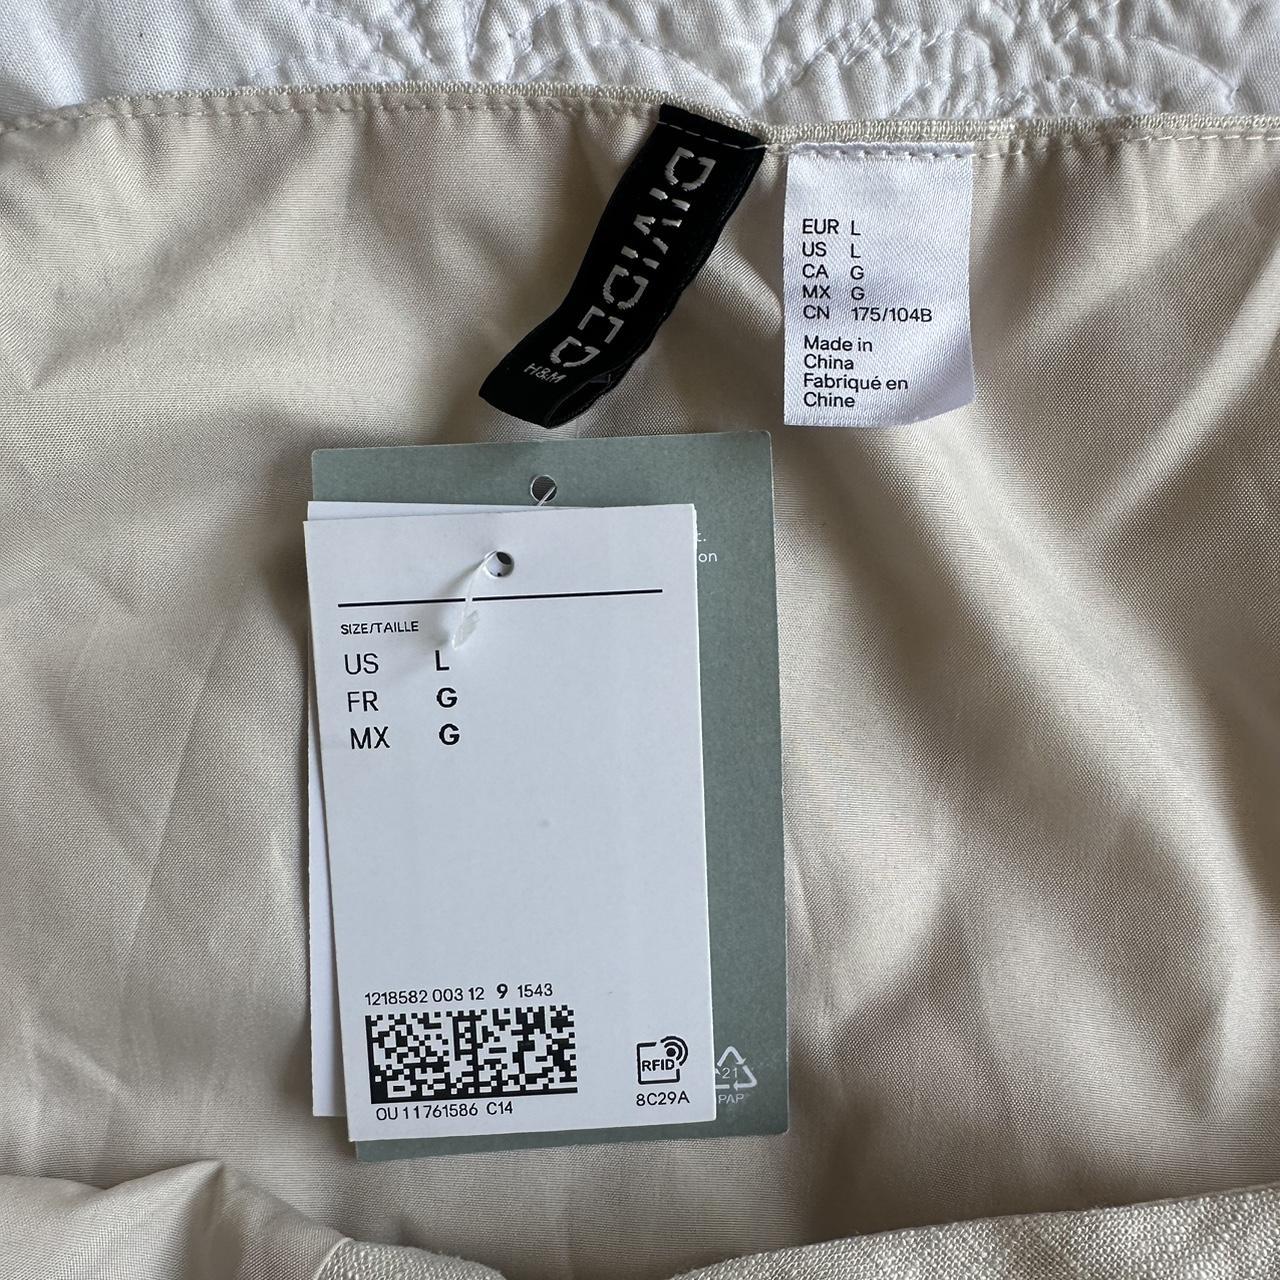 DIVIDED
H&M
EUR L
US L
CA G
MX G
CN 175/104B
Made in
China
Fabriqué en
Chine
SIZE/TAILLE
US L
FR G
MX G
1218582 003 12 9 1543
OU 11761586 C14
RFID
8C29A
21
PAP